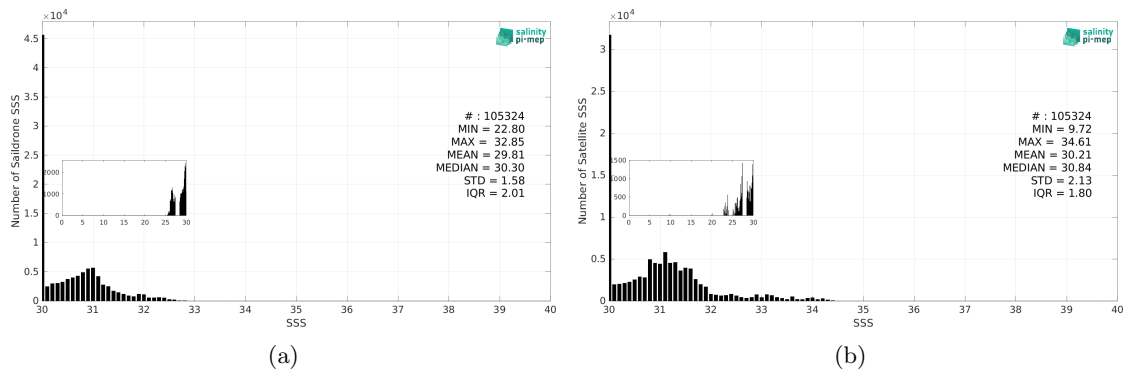 ×10⁴
4.5
4
3.5
3
2.5
2
1.5
1
0.5
0
Number of Saildrone SSS
salinity
pi-mep
# : 105324
MIN = 22.80
MAX = 32.85
MEAN = 29.81
MEDIAN = 30.30
STD = 1.58
IQR = 2.01
2000
1000
0
0 5 10 15 20 25 30
30 31 32 33 34 35 36 37 38 39 40
SSS
(a)
×10⁴
3
2.5
2
1.5
1
0.5
0
Number of Satellite SSS
salinity
pi-mep
# : 105324
MIN = 9.72
MAX = 34.61
MEAN = 30.21
MEDIAN = 30.84
STD = 2.13
IQR = 1.80
1500
1000
500
0
0 5 10 15 20 25 30
30 31 32 33 34 35 36 37 38 39 40
SSS
(b)